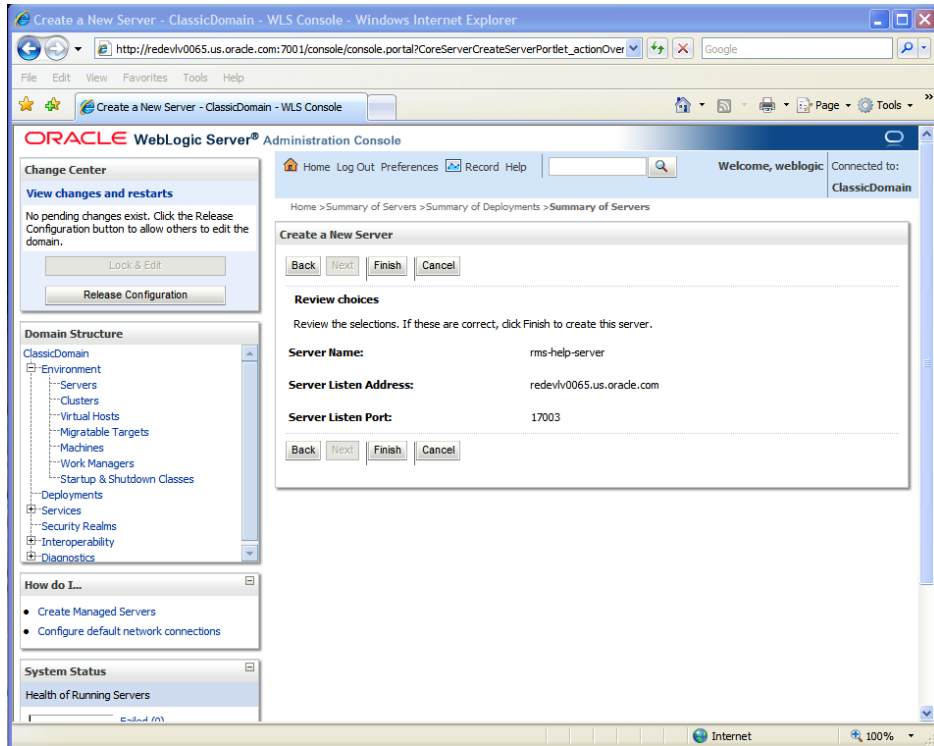 Create a New Server - ClassicDomain - WLS Console - Windows Internet Explorer
http://redevlv0065.us.oracle.com:7001/console/console.portal?CoreServerCreateServerPortlet_actionOver
Google
File Edit View Favorites Tools Help
Create a New Server - ClassicDomain - WLS Console
Page Tools
ORACLE WebLogic Server® Administration Console
Change Center
View changes and restarts
No pending changes exist. Click the Release
Configuration button to allow others to edit the
domain.
Lock & Edit
Release Configuration
Domain Structure
ClassicDomain
Environment
Servers
Clusters
Virtual Hosts
Migratable Targets
Machines
Work Managers
Startup & Shutdown Classes
Deployments
Services
Security Realms
Interoperability
Diagnostics
How do I...
Create Managed Servers
Configure default network connections
System Status
Health of Running Servers
Failed (0)
Home Log Out Preferences Record Help
Welcome, weblogic
Connected to:
ClassicDomain
Home >Summary of Servers >Summary of Deployments >Summary of Servers
Create a New Server
Back Next Finish Cancel
Review choices
Review the selections. If these are correct, click Finish to create this server.
Server Name: rms-help-server
Server Listen Address: redevlv0065.us.oracle.com
Server Listen Port: 17003
Back Next Finish Cancel
Internet
100%